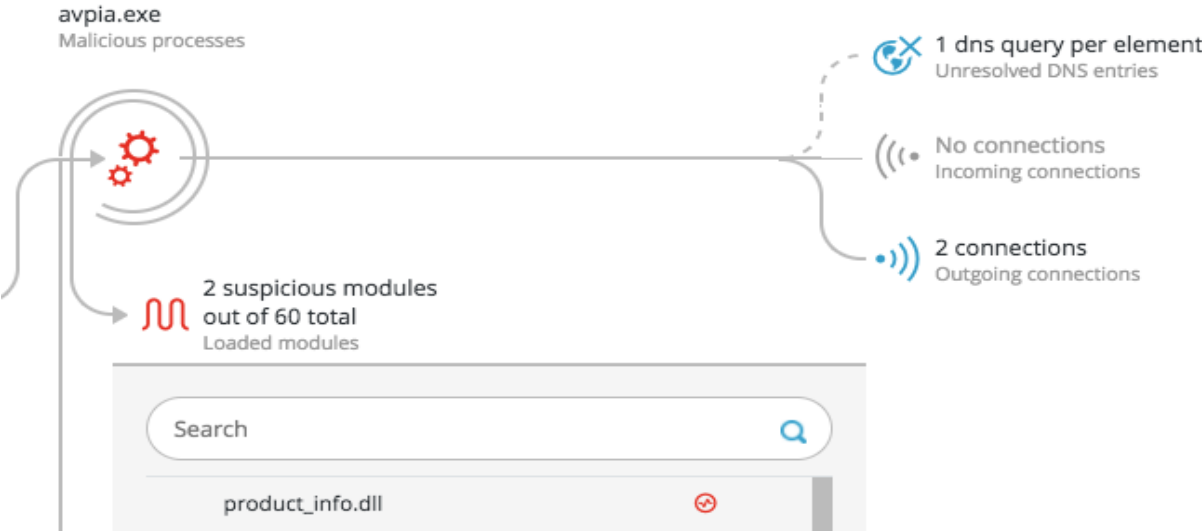 avpia.exe
Malicious processes
1 dns query per element
Unresolved DNS entries
No connections
Incoming connections
2 connections
Outgoing connections
2 suspicious modules
out of 60 total
Loaded modules
Search
product_info.dll